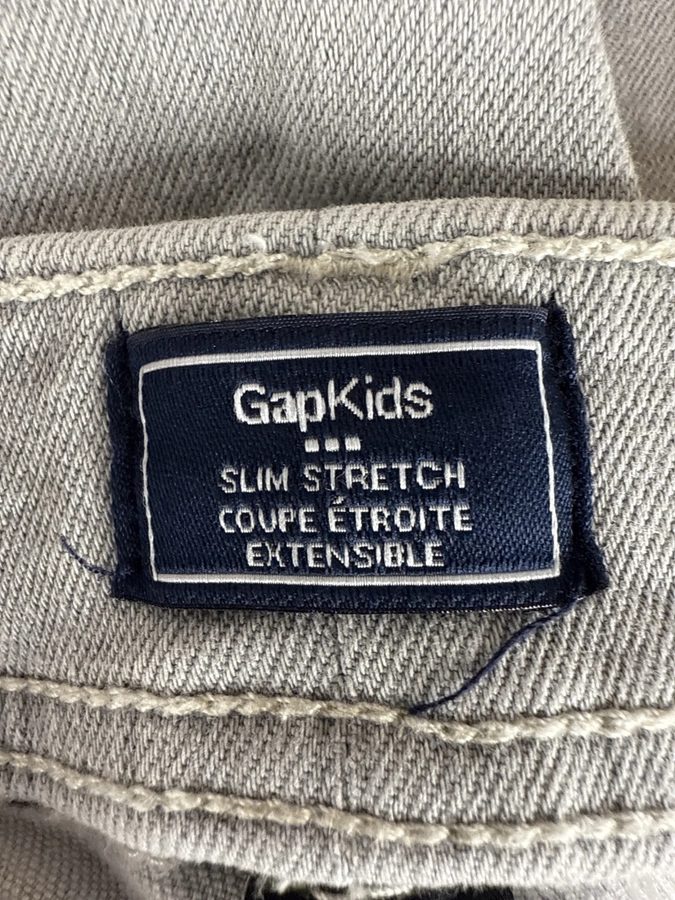 GapKids
SLIM STRETCH
COUPE ÉTROITE
EXTENSIBLE